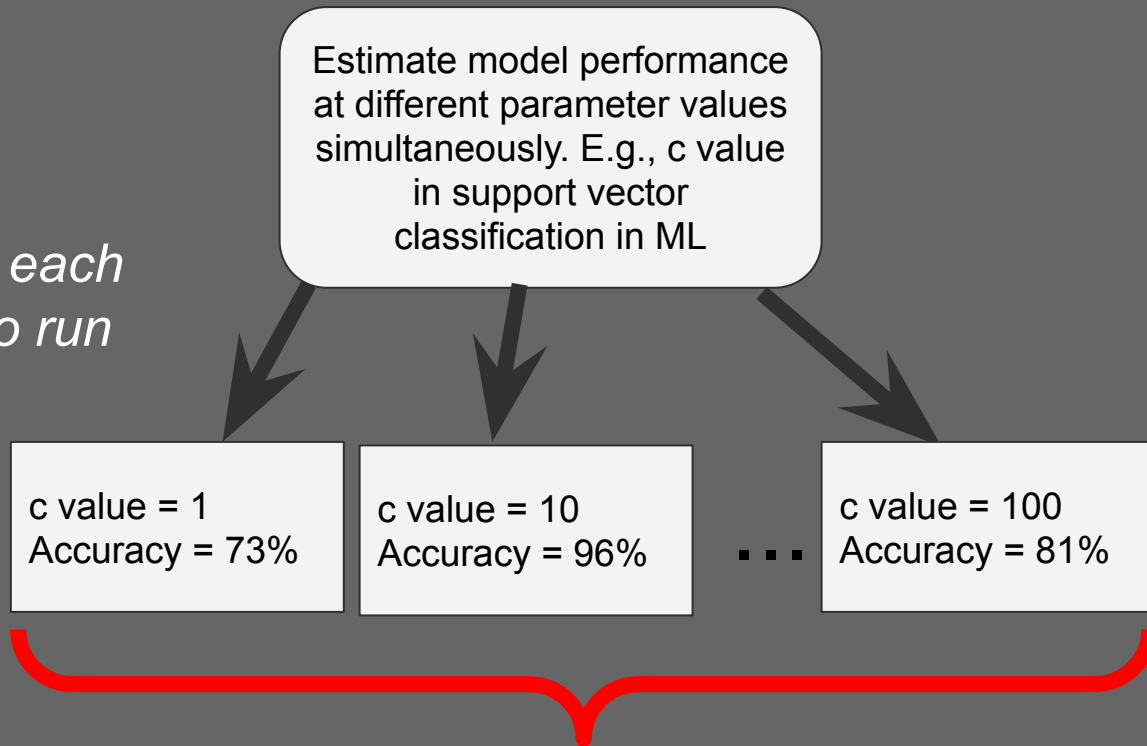 Estimate model performance
at different parameter values
simultaneously. E.g., c value
in support vector
classification in ML
each
run
c value = 1
Accuracy = 73%
c value = 10
Accuracy = 96%
...
c value = 100
Accuracy = 81%